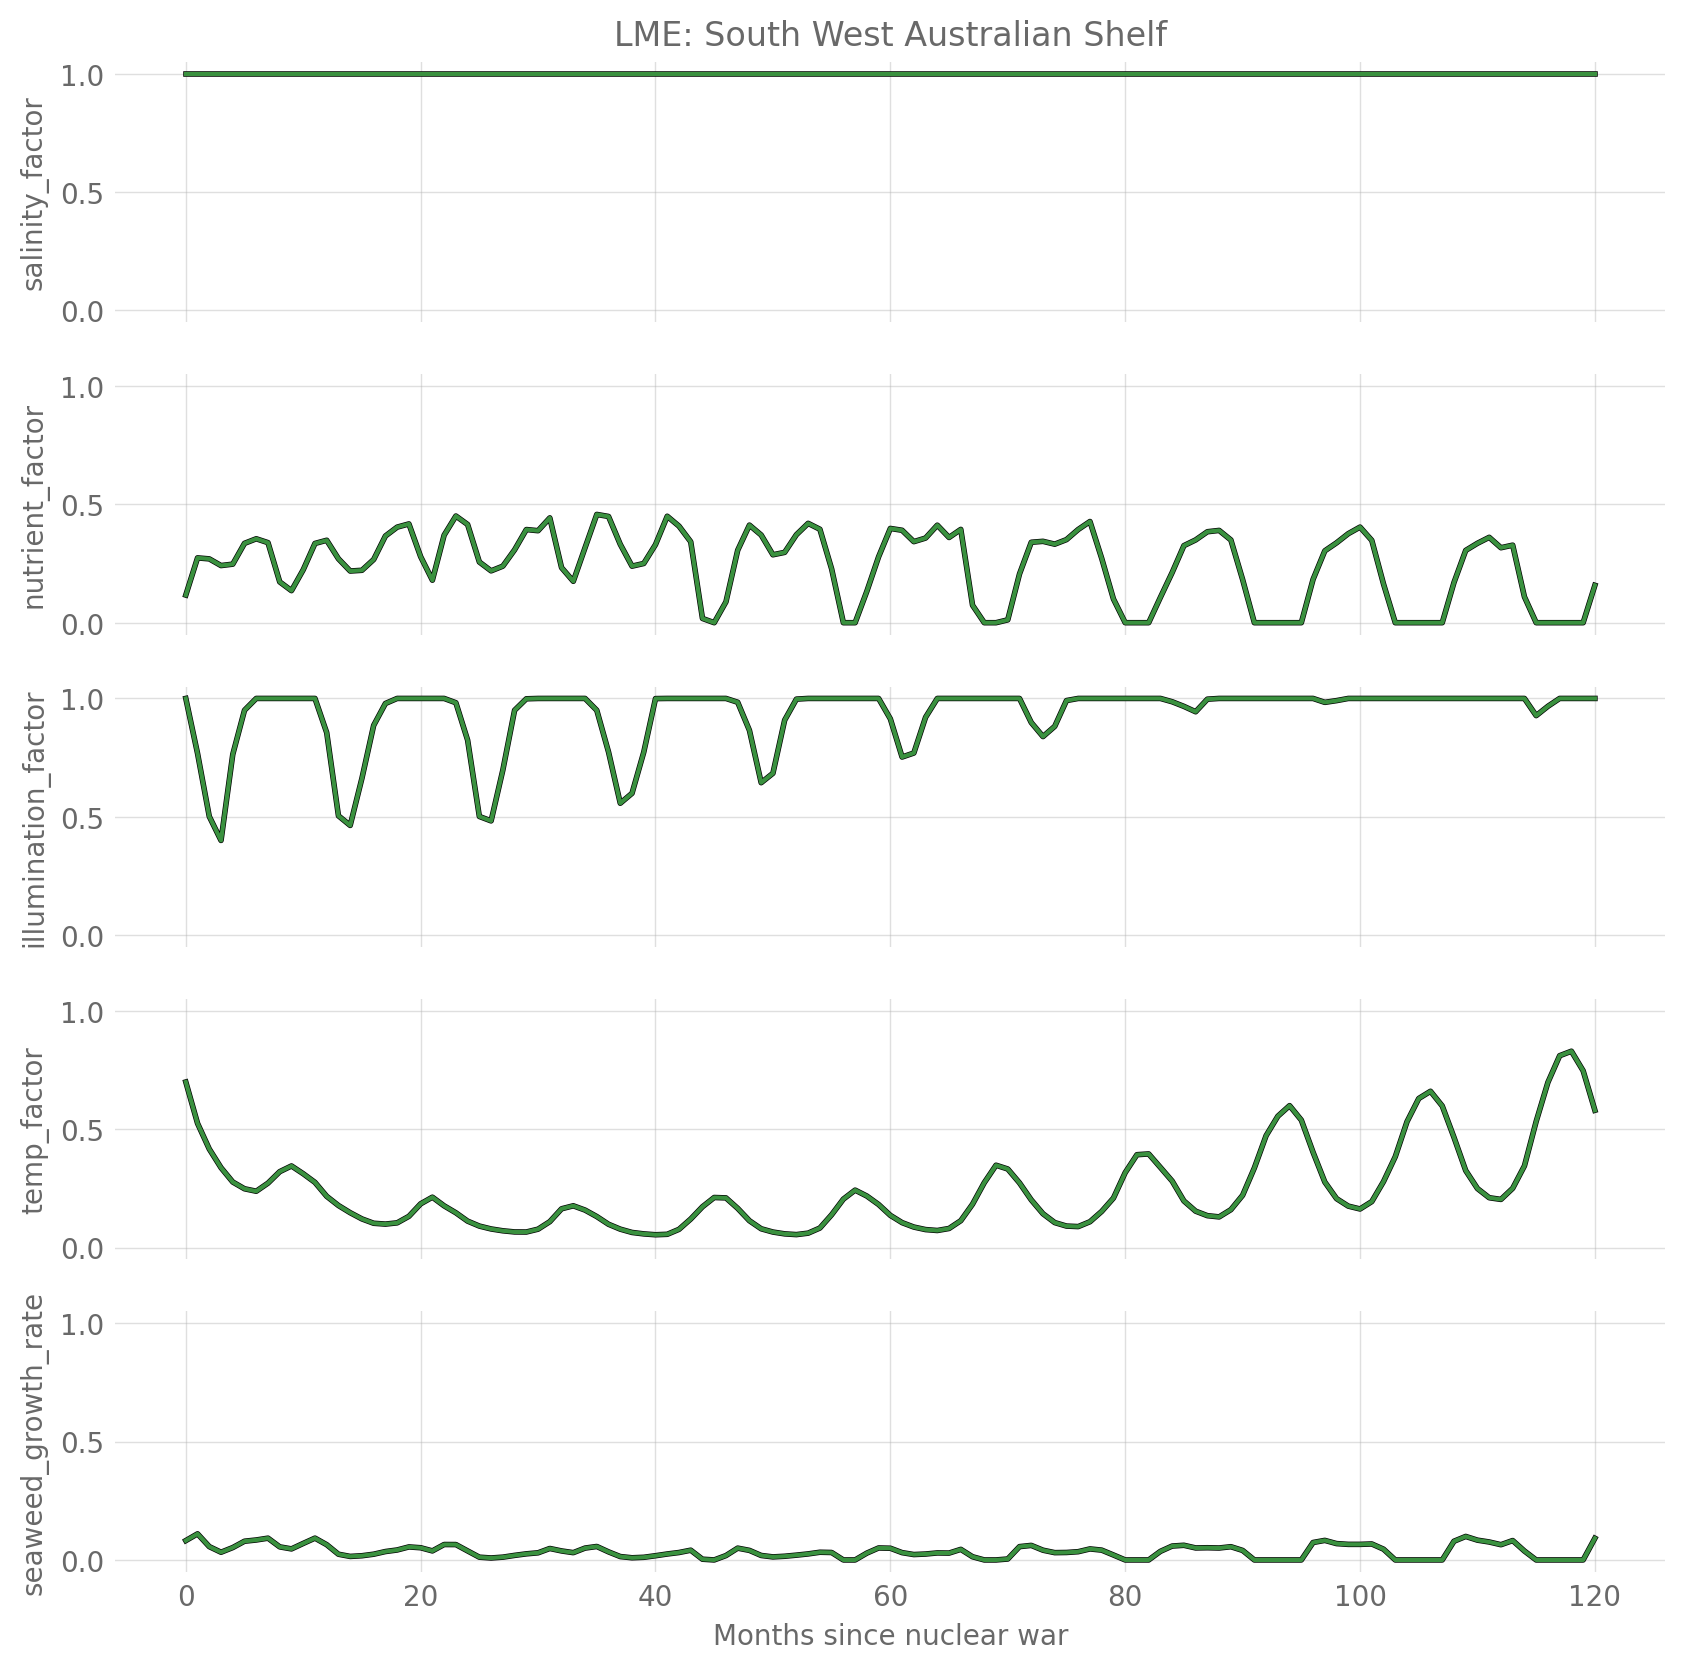 LME: South West Australian Shelf
1.0
0.5
0.0
salinity_factor
1.0
0.5
0.0
nutrient_factor
1.0
0.5
0.0
illumination_factor
1.0
0.5
0.0
temp_factor
1.0
0.5
0.0
seaweed_growth_rate
0 20 40 60 80 100 120
Months since nuclear war